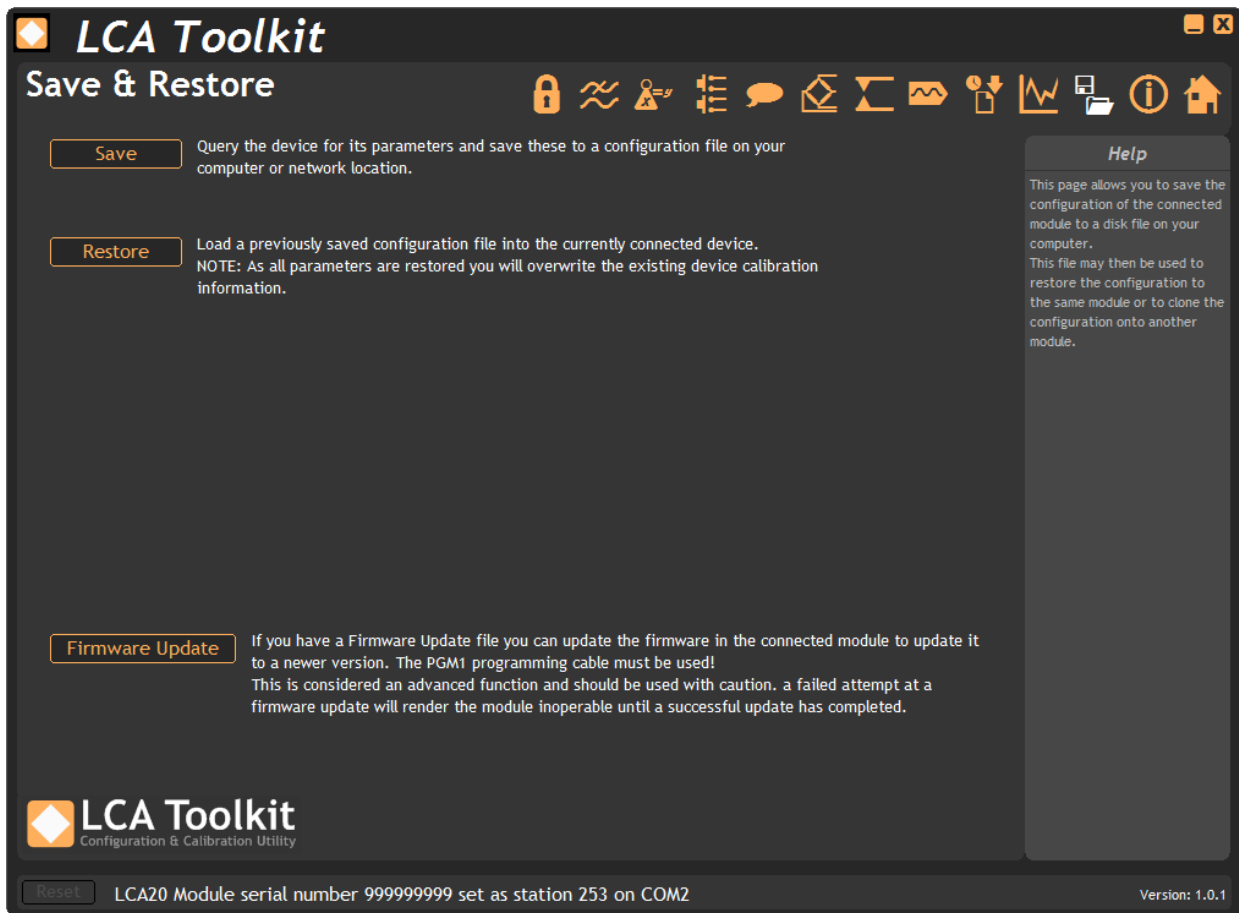 LCA Toolkit
X
Save & Restore
x =y
i
Save
Query the device for its parameters and save these to a configuration file on your
computer or network location.
Restore
Load a previously saved configuration file into the currently connected device.
NOTE: As all parameters are restored you will overwrite the existing device calibration
information.
Firmware Update
If you have a Firmware Update file you can update the firmware in the connected module to update it
to a newer version. The PGM1 programming cable must be used!
This is considered an advanced function and should be used with caution. a failed attempt at a
firmware update will render the module inoperable until a successful update has completed.
Help
This page allows you to save the
configuration of the connected
module to a disk file on your
computer.
This file may then be used to
restore the configuration to
the same module or to clone the
configuration onto another
module.
LCA Toolkit
Configuration & Calibration Utility
Reset
LCA20 Module serial number 999999999 set as station 253 on COM2
Version: 1.0.1